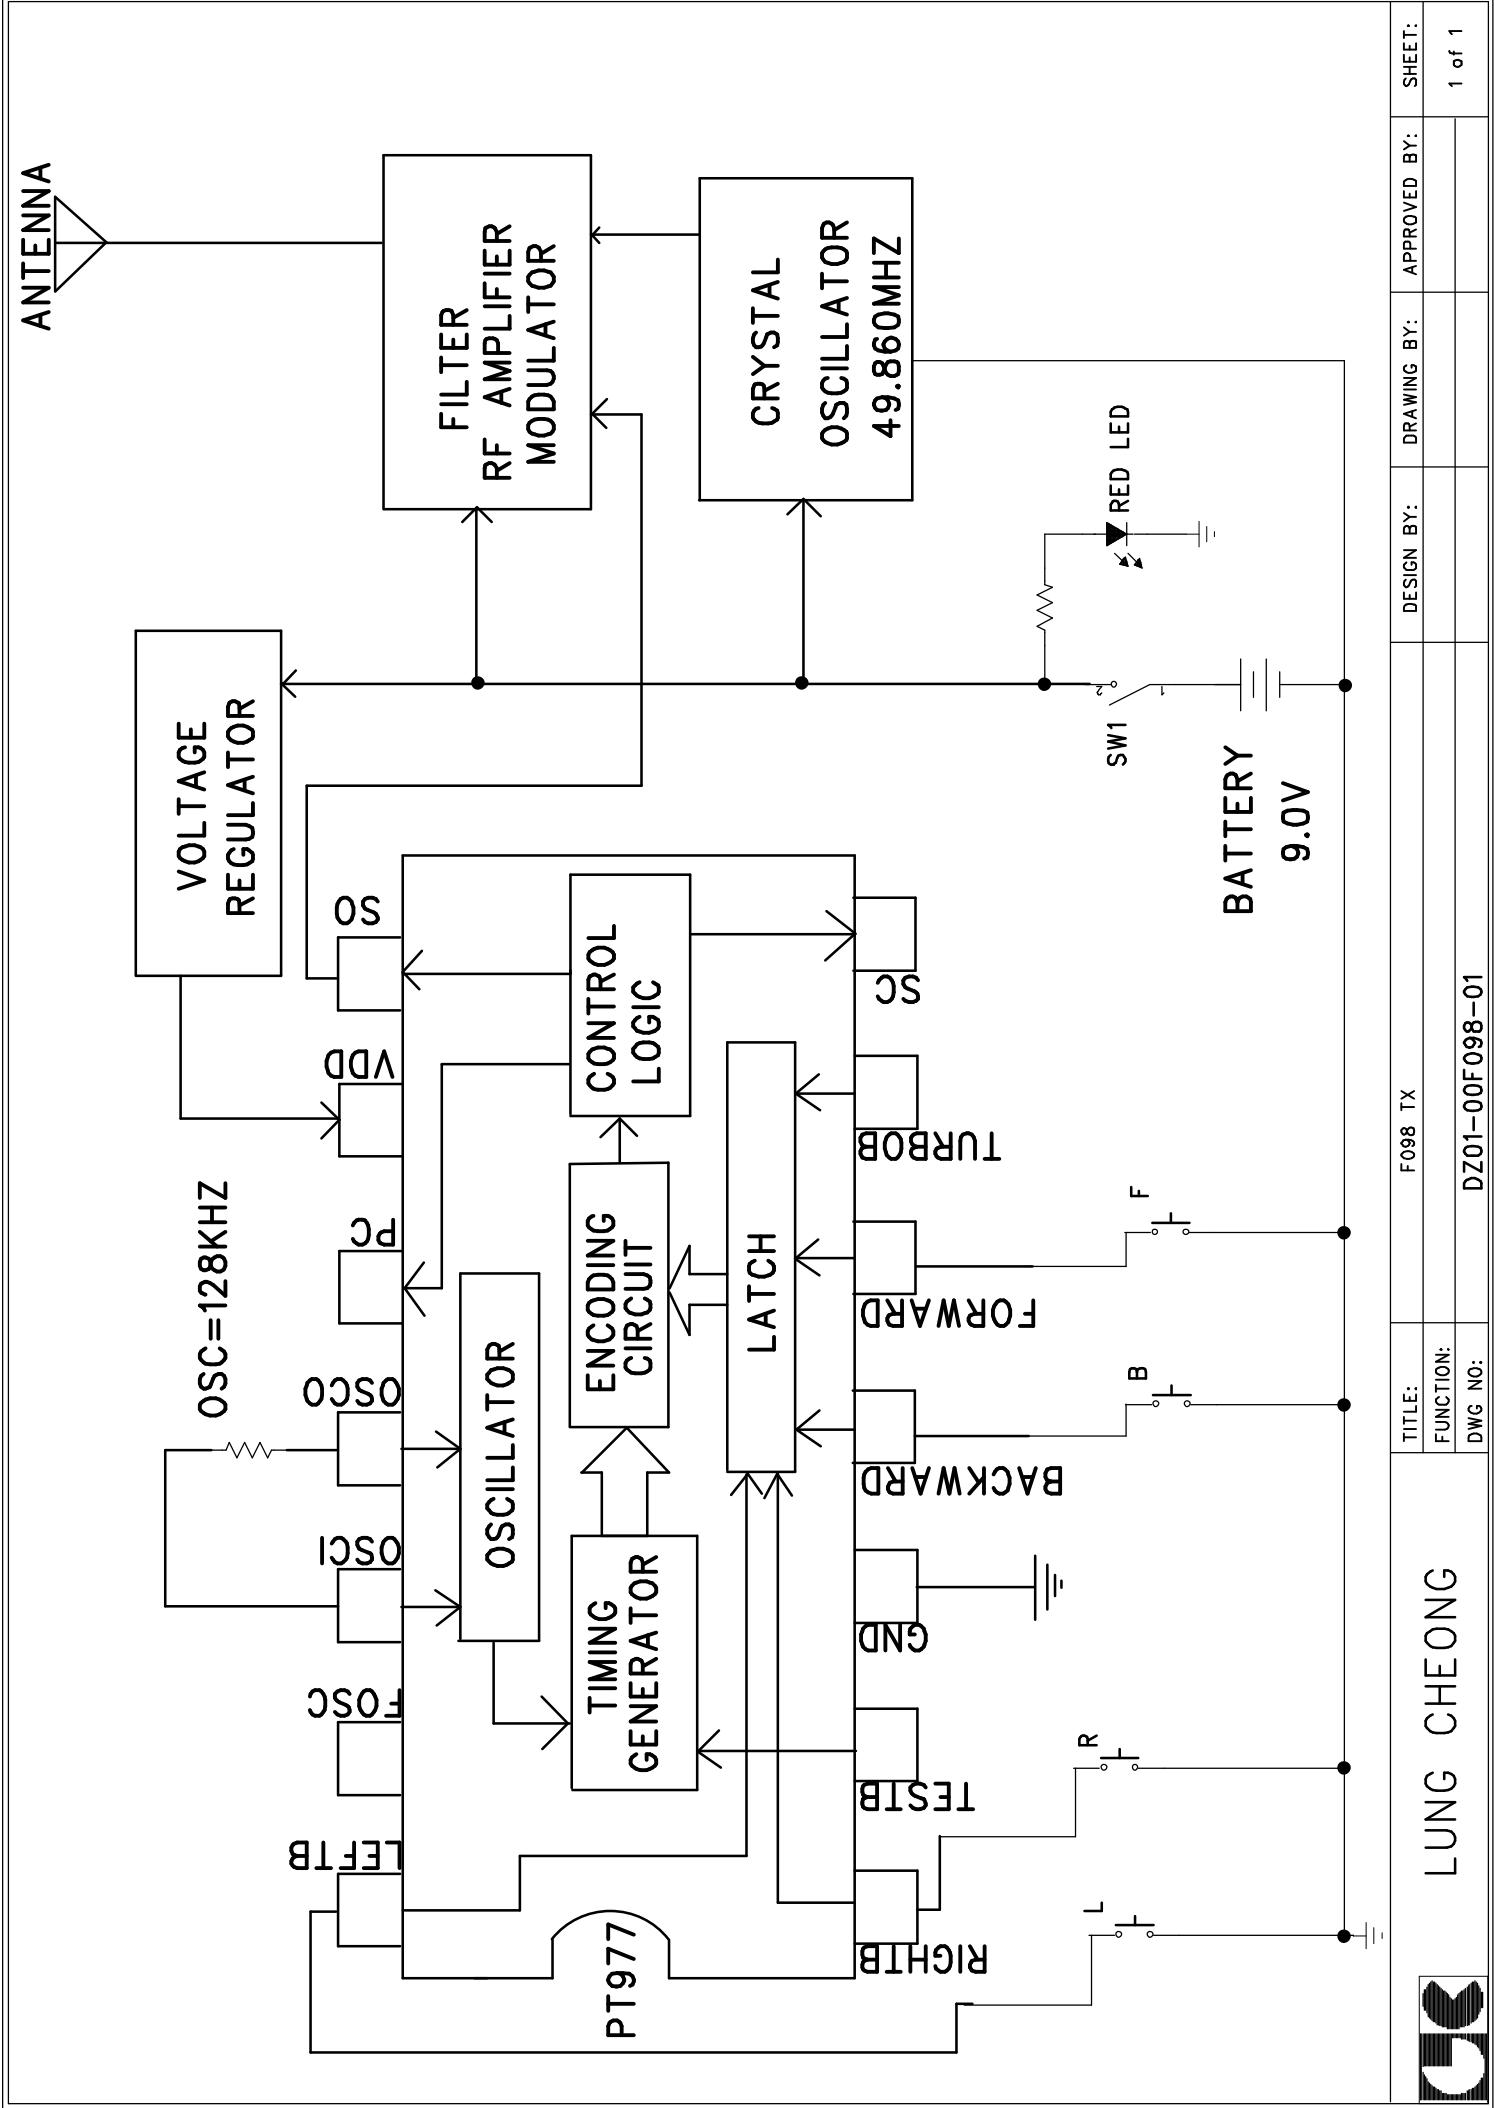 ANTENNA
FILTER
RF AMPLIFIER
MODULATOR
CRYSTAL
OSCILLATOR
49.860MHZ
VOLTAGE
REGULATOR
OSC=128KHZ
LEFTB
FOSC
OSCI
OSCO
PC
VDD
SO
PT977
OSCILLATOR
TIMING
GENERATOR
ENCODING
CIRCUIT
CONTROL
LOGIC
LATCH
RIGHTB
TESTB
GND
BACKWARD
FORWARD
TURBOB
SC
L
R
B
F
SW1
2
1
RED LED
BATTERY
9.0V
LUNG CHEONG
TITLE:
F098 TX
FUNCTION:
DWG NO:
DZ01-00F098-01
DESIGN BY:
DRAWING BY:
APPROVED BY:
SHEET:
1 of 1